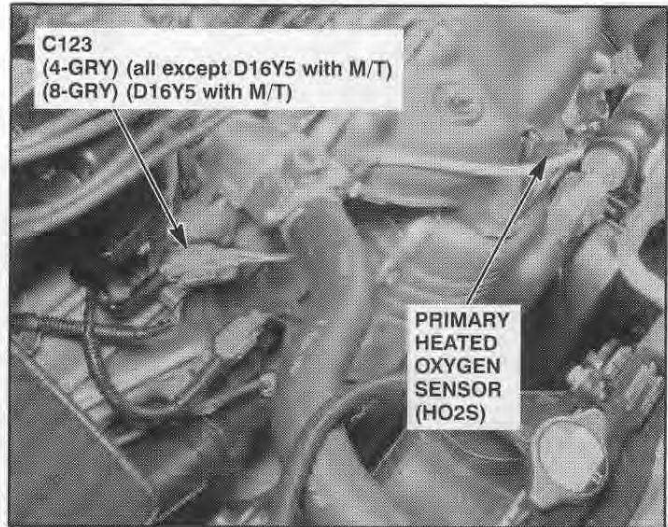 C123
(4-GRY) (all except D16Y5 with M/T)
(8-GRY) (D16Y5 with M/T)
PRIMARY
HEATED
OXYGEN
SENSOR
(HO2S)